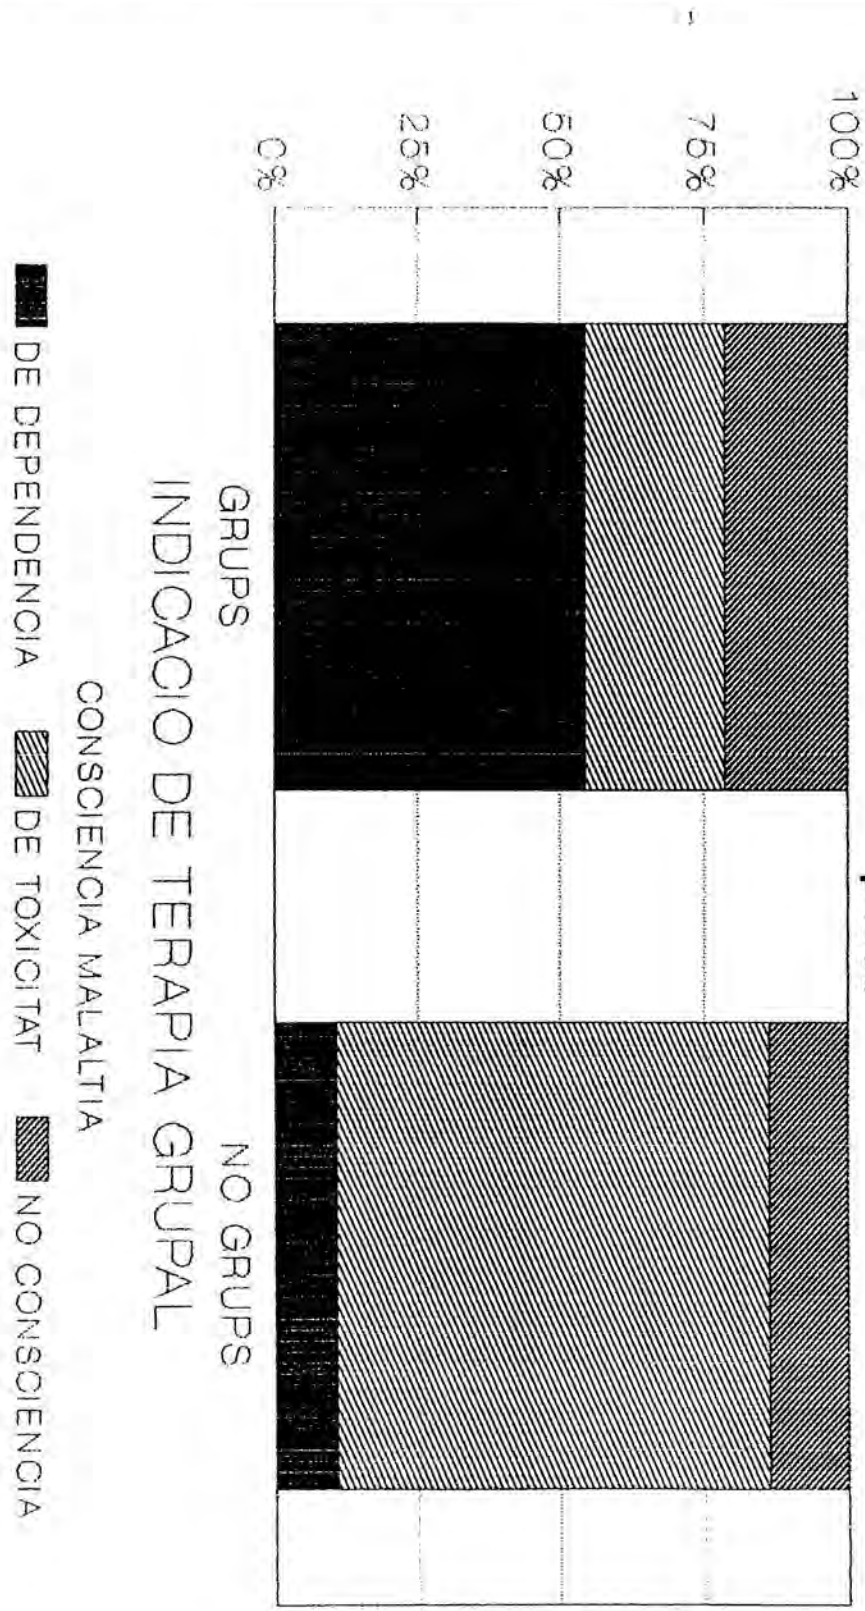 100%
75%
50%
25%
0%
GRUPS NO GRUPS
INDICACIO DE TERAPIA GRUPAL
CONSCIENCIA MALALTIA
DE DEPENDENCIA DE TOXICITAT NO CONSCIENCIA